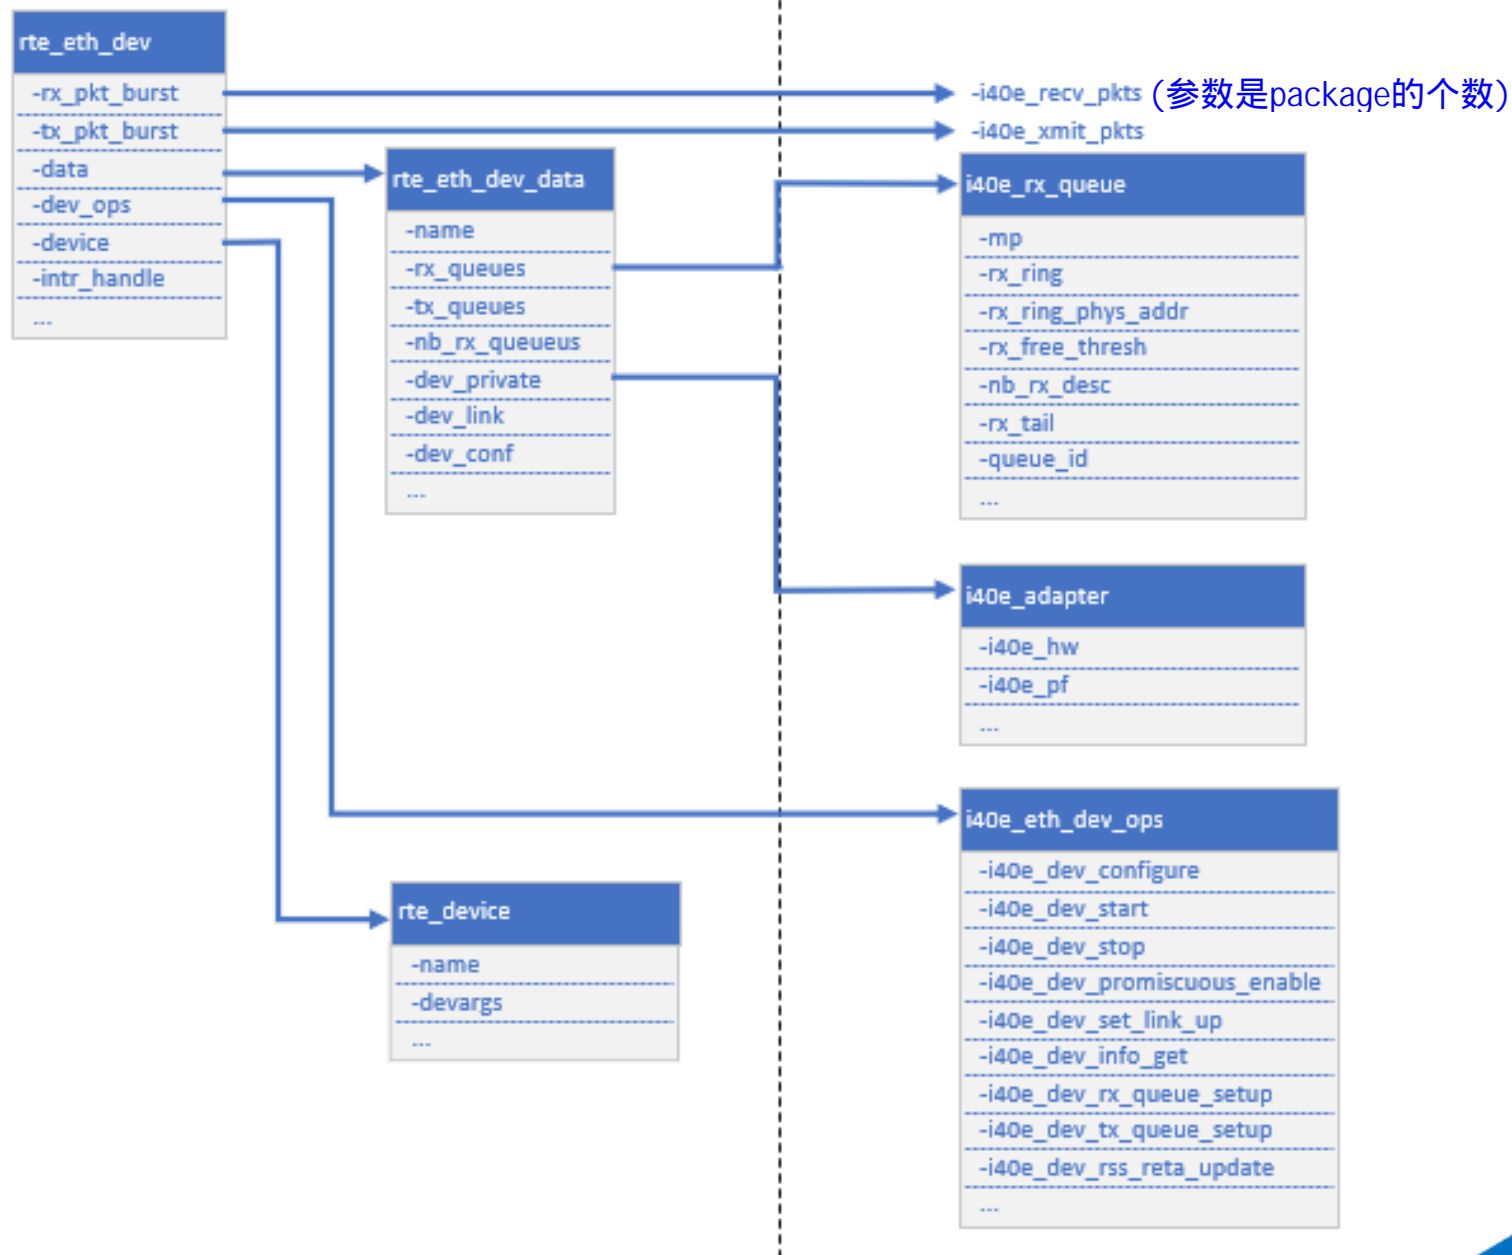 rte_eth_dev
-rx_pkt_burst
-tx_pkt_burst
-data
-dev_ops
-device
-intr_handle
...
rte_eth_dev_data
-name
-rx_queues
-tx_queues
-nb_rx_queueus
-dev_private
-dev_link
-dev_conf
...
rte_device
-name
-devargs
...
-i40e_recv_pkts (参数是package的个数)
-i40e_xmit_pkts
i40e_rx_queue
-mp
-rx_ring
-rx_ring_phys_addr
-rx_free_thresh
-nb_rx_desc
-rx_tail
-queue_id
...
i40e_adapter
-i40e_hw
-i40e_pf
...
i40e_eth_dev_ops
-i40e_dev_configure
-i40e_dev_start
-i40e_dev_stop
-i40e_dev_promiscuous_enable
-i40e_dev_set_link_up
-i40e_dev_info_get
-i40e_dev_rx_queue_setup
-i40e_dev_tx_queue_setup
-i40e_dev_rss_reta_update
...